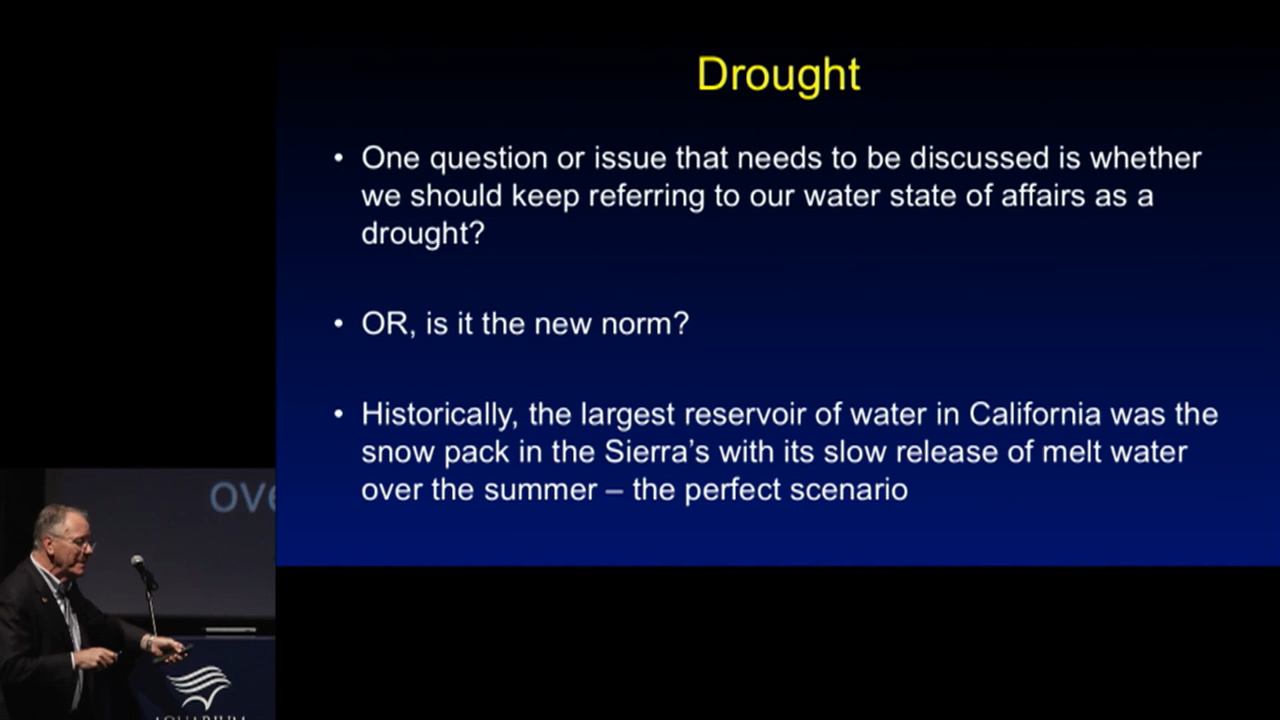 Drought
• One question or issue that needs to be discussed is whether
we should keep referring to our water state of affairs as a
drought?
• OR, is it the new norm?
• Historically, the largest reservoir of water in California was the
snow pack in the Sierra's with its slow release of melt water
over the summer – the perfect scenario
ove
AQUARIUM